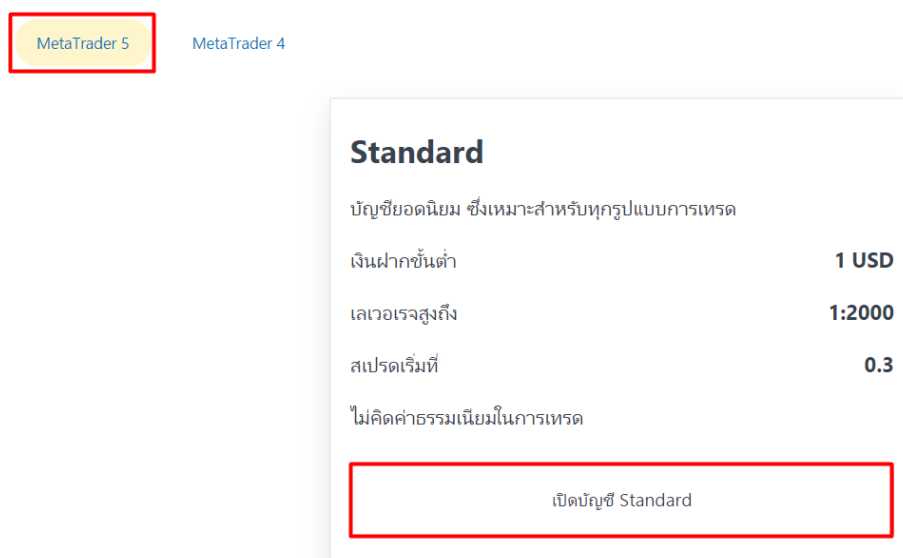 MetaTrader 5 MetaTrader 4
Standard
บัญชียอดนิยม ซึ่งเหมาะสำหรับทุกรูปแบบการเทรด
เงินฝากขั้นต่ำ 1 USD
เลเวอเรจสูงถึง 1:2000
สเปรดเริ่มที่ 0.3
ไม่คิดค่าธรรมเนียมในการเทรด
เปิดบัญชี Standard